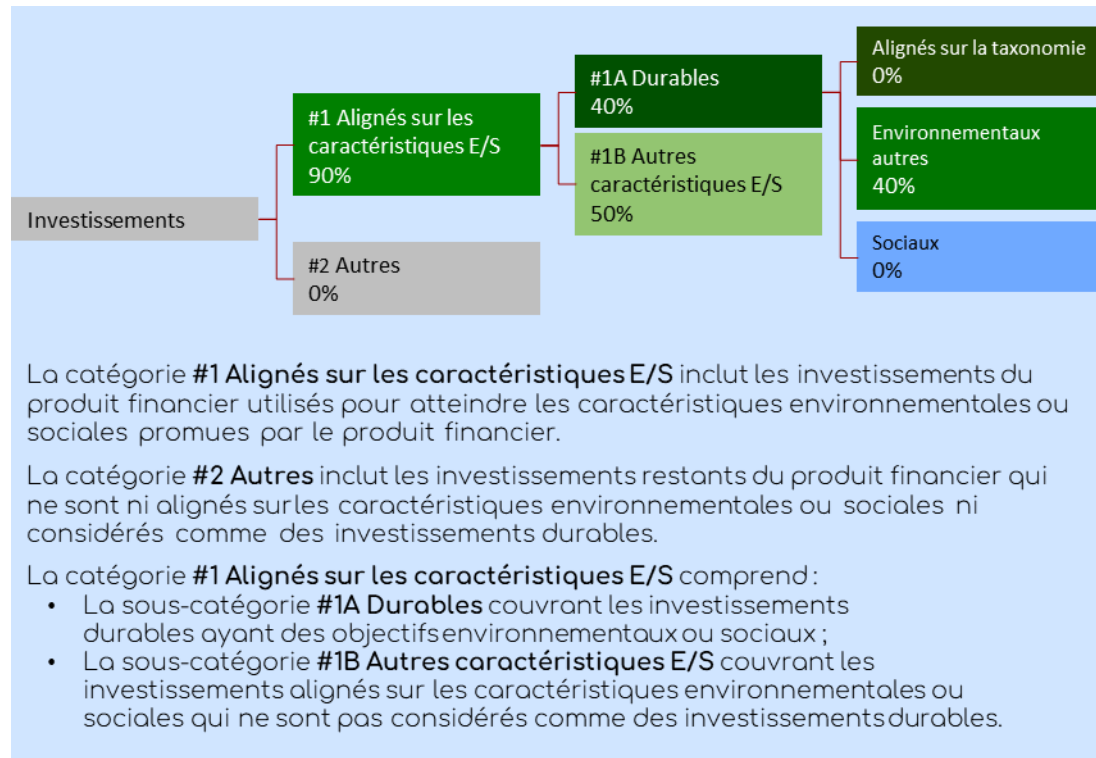 Investissements
#1 Alignés sur les
caractéristiques E/S
90%
#2 Autres
0%
#1A Durables
40%
#1B Autres
caractéristiques E/S
50%
Alignés sur la taxonomie
0%
Environnementaux
autres
40%
Sociaux
0%
La catégorie #1 Alignés sur les caractéristiques E/S inclut les investissements du
produit financier utilisés pour atteindre les caractéristiques environnementales ou
sociales promues par le produit financier.
La catégorie #2 Autres inclut les investissements restants du produit financier qui
ne sont ni alignés sur les caractéristiques environnementales ou sociales ni
considérés comme des investissements durables.
La catégorie #1 Alignés sur les caractéristiques E/S comprend :
• La sous-catégorie #1A Durables couvrant les investissements
durables ayant des objectifs environnementaux ou sociaux ;
• La sous-catégorie #1B Autres caractéristiques E/S couvrant les
investissements alignés sur les caractéristiques environnementales ou
sociales qui ne sont pas considérés comme des investissements durables.